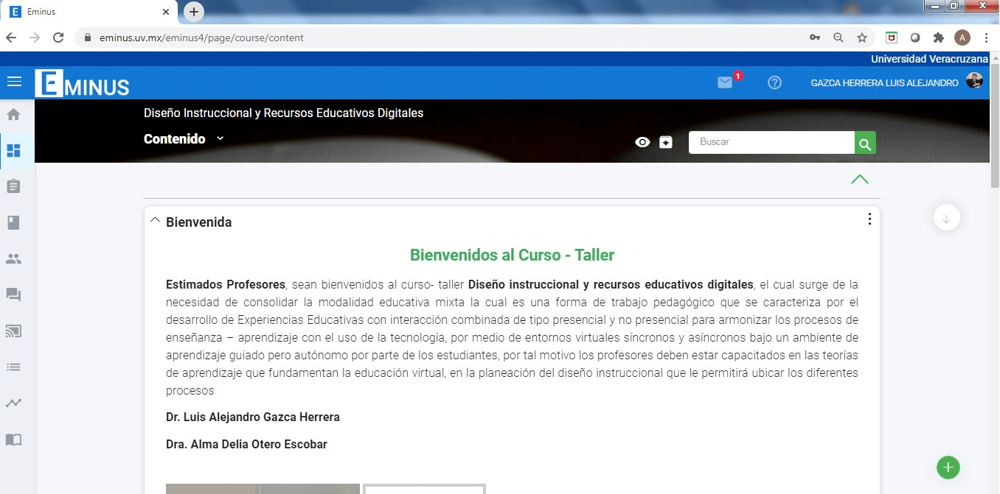 Eminus
eminus.uv.mx/eminus4/page/course/content
A
Universidad Veracruzana
EMINUS
1
GAZCA HERRERA LUIS ALEJANDRO
Diseño Instruccional y Recursos Educativos Digitales
Contenido
Buscar
Bienvenida
Bienvenidos al Curso - Taller
Estimados Profesores, sean bienvenidos al curso- taller Diseño instruccional y recursos educativos digitales, el cual surge de la
necesidad de consolidar la modalidad educativa mixta la cual es una forma de trabajo pedagógico que se caracteriza por el
desarrollo de Experiencias Educativas con interacción combinada de tipo presencial y no presencial para armonizar los procesos de
enseñanza – aprendizaje con el uso de la tecnología, por medio de entornos virtuales síncronos y asíncronos bajo un ambiente de
aprendizaje guiado pero autónomo por parte de los estudiantes, por tal motivo los profesores deben estar capacitados en las teorías
de aprendizaje que fundamentan la educación virtual, en la planeación del diseño instruccional que le permitirá ubicar los diferentes
procesos
Dr. Luis Alejandro Gazca Herrera
Dra. Alma Delia Otero Escobar